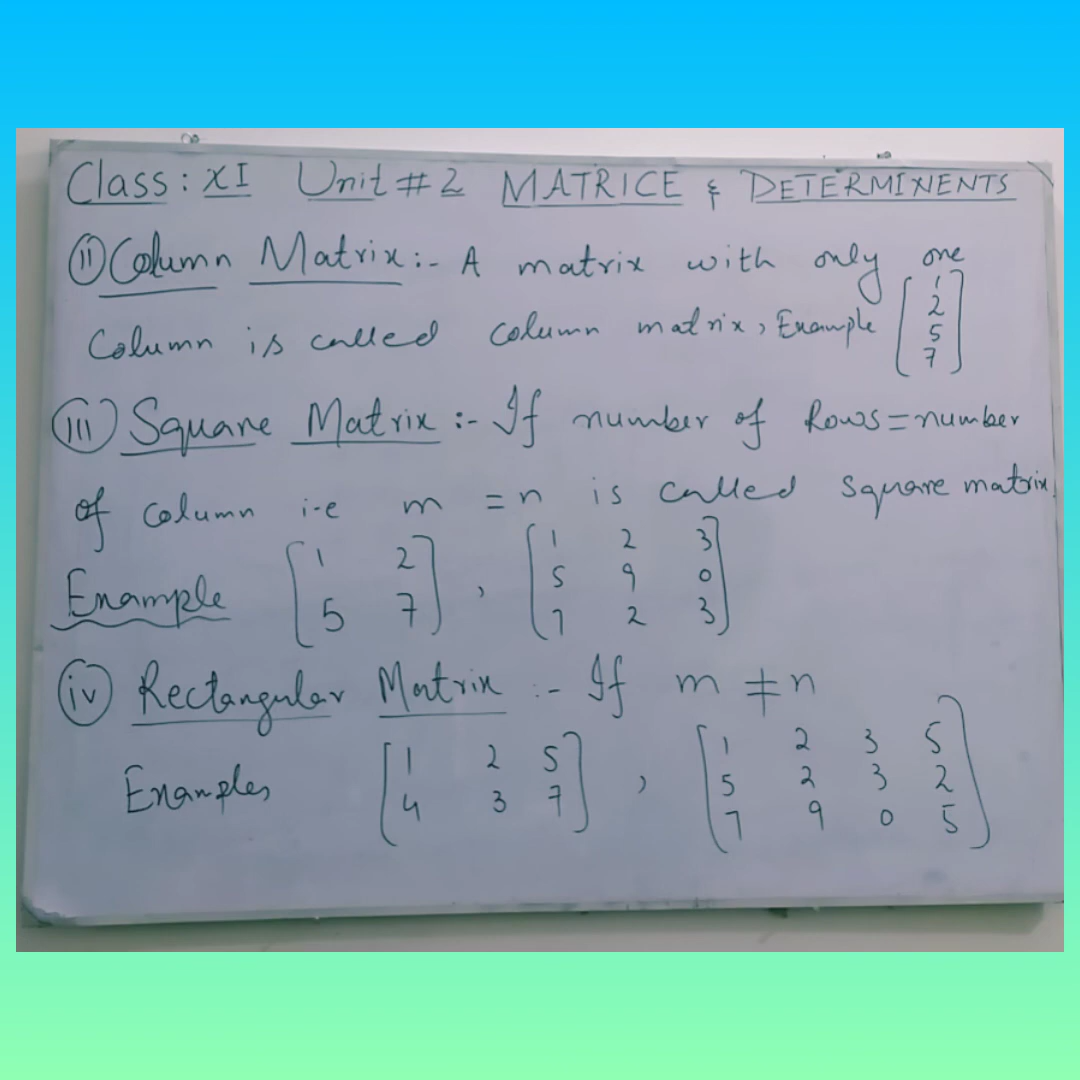 Class: XI Unit # 2 MATRICE & DETERMINENTS
(ii) Column Matrix:- A matrix with only one
Column is called column matrix, Example [1 2 5 7]
(iii) Square Matrix :- If number of Rows = number
of column i-e m = n is called square matrix.
Example [1 2 , [1 2 3
5 9 0
5 7] 7 2 3]
(iv) Rectangular Matrix :- If m ≠ n
Examples [1 2 5 , [1 2 3 5
4 3 7] 5 2 3 2
7 9 0 5]